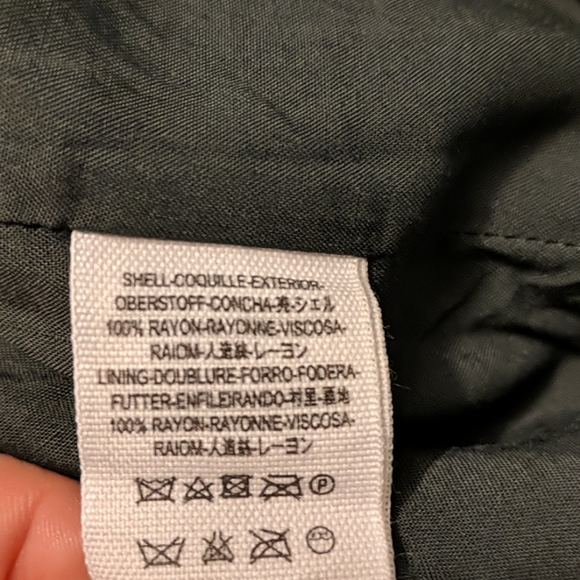 SHELL-COQUILLE-EXTERIOR-
OBERSTOFF-CONCHA-売-シェル
100% RAYON-RAYONNE-VISCOSA-
RAIOM-人造絲-レーヨン
LINING-DOUBLURE-FORRO-FODERA-
FUTTER-ENFILEIRANDO-衬里-裏地
100% RAYON-RAYONNE-VISCOSA-
RAIOM-人造絲-レーヨン
P